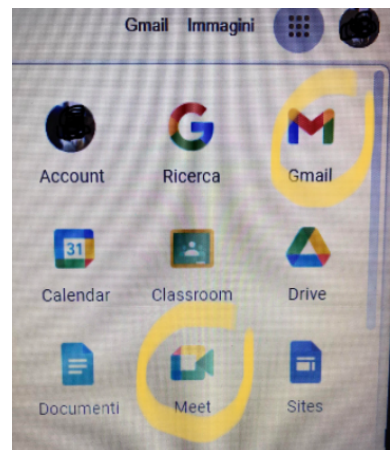 Gmail Immagini
Account Ricerca Gmail
31
Calendar Classroom Drive
Documenti Meet Sites